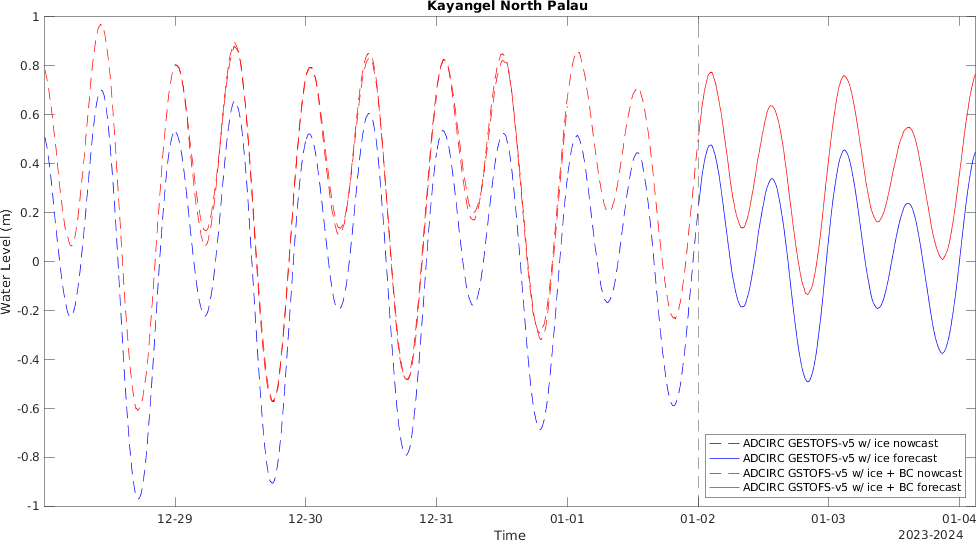 Kayangel North Palau
1
0.8
0.6
0.4
0.2
0
-0.2
-0.4
-0.6
-0.8
-1
Water Level (m)
12-29
12-30
12-31
01-01
01-02
01-03
01-04
Time
2023-2024
ADCIRC GESTOFS-v5 w/ ice nowcast
ADCIRC GESTOFS-v5 w/ ice forecast
ADCIRC GSTOFS-v5 w/ ice + BC nowcast
ADCIRC GSTOFS-v5 w/ ice + BC forecast